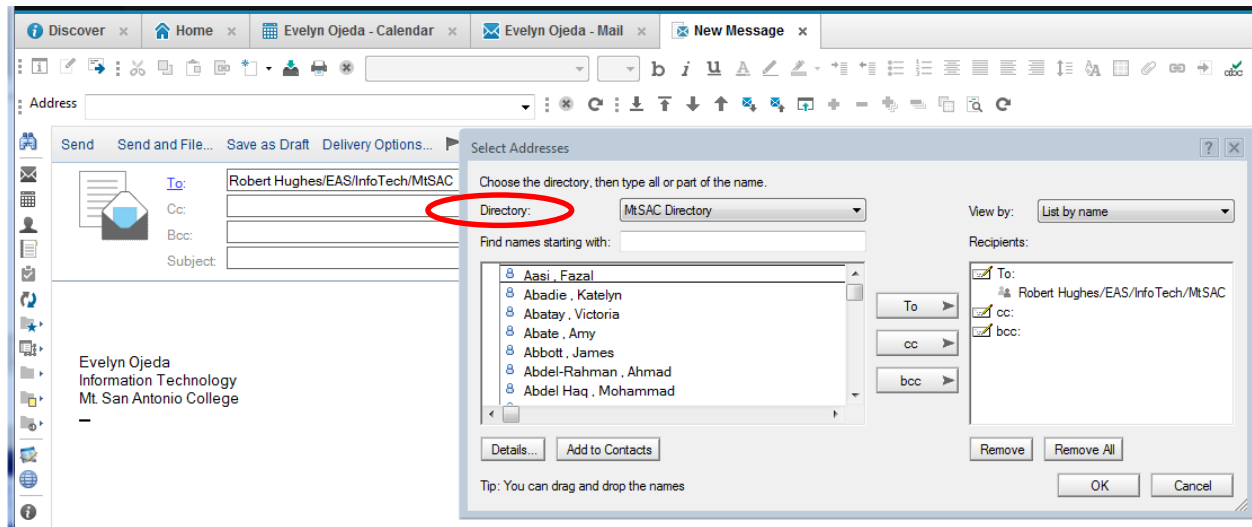 Discover × Home × Evelyn Ojeda - Calendar × Evelyn Ojeda - Mail × New Message ×
b i U A
abc
Address
Send Send and File... Save as Draft Delivery Options...
To: Robert Hughes/EAS/InfoTech/MtSAC
Cc:
Bcc:
Subject:
Evelyn Ojeda
Information Technology
Mt. San Antonio College
Select Addresses
Choose the directory, then type all or part of the name.
Directory: MtSAC Directory
View by: List by name
Find names starting with:
Recipients:
Aasi , Fazal
Abadie , Katelyn
Abatay , Victoria
Abate , Amy
Abbott , James
Abdel-Rahman , Ahmad
Abdel Haq , Mohammad
To
cc
bcc
To:
Robert Hughes/EAS/InfoTech/MtSAC
cc:
bcc:
Details... Add to Contacts
Remove Remove All
Tip: You can drag and drop the names
OK Cancel